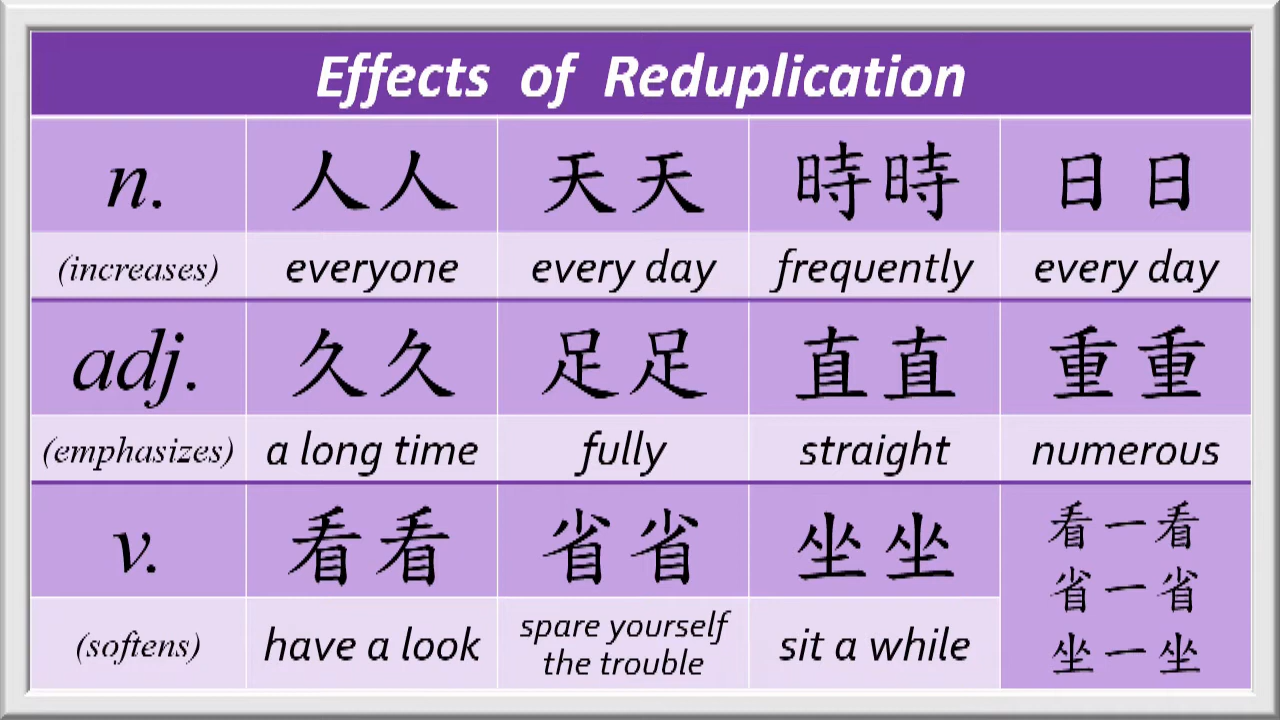 Effects of Reduplication
n. 人人 天天 時時 日日
(increases) everyone every day frequently every day
adj. 久久 足足 直直 重重
(emphasizes) a long time fully straight numerous
v. 看看 省省 坐坐
看一看
省一省
坐一坐
(softens) have a look spare yourself the trouble sit a while